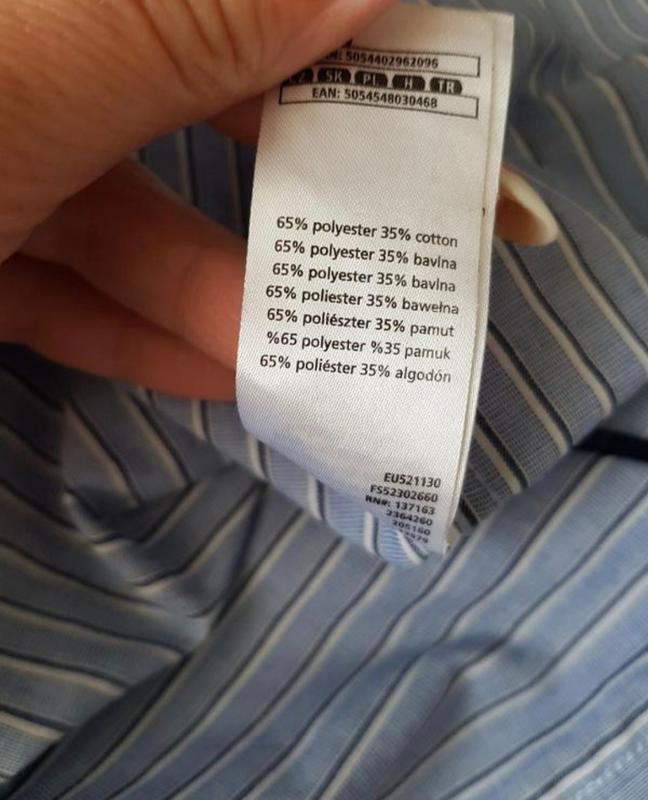 : 5054402962096
SK PL H TR
EAN: 5054548030468
65% polyester 35% cotton
65% polyester 35% bavlna
65% polyester 35% bavlna
65% poliester 35% bawełna
65% poliészter 35% pamut
%65 polyester %35 pamuk
65% poliéster 35% algodón
EU521130
FS52302660
RN#: 137163
2364260
205160